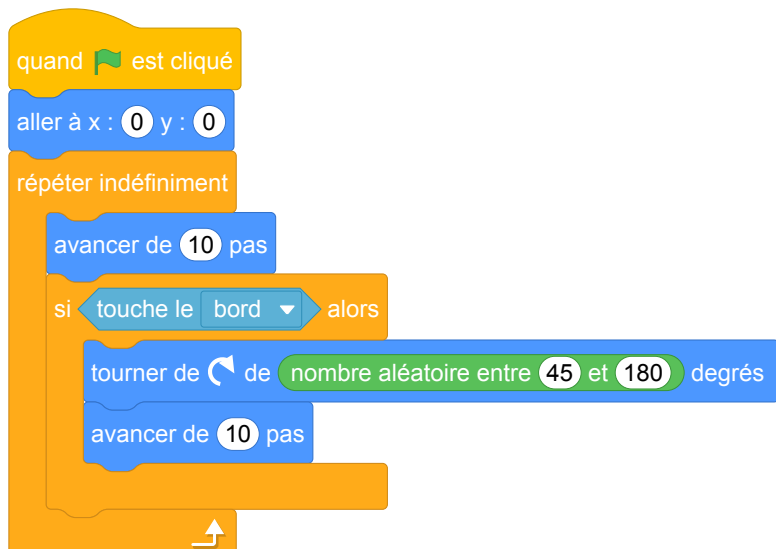 quand est cliqué
aller à x : 0 y : 0
répéter indéfiniment
avancer de 10 pas
si touche le bord alors
tourner de de nombre aléatoire entre 45 et 180 degrés
avancer de 10 pas